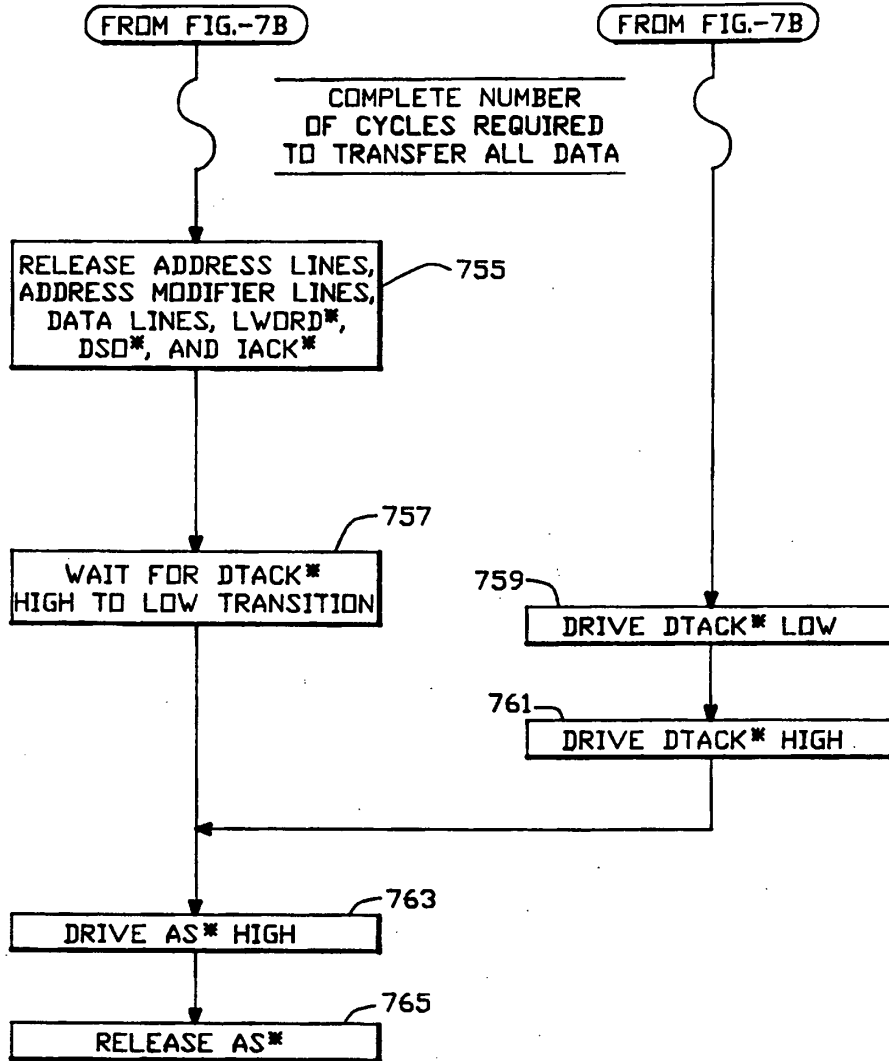 FROM FIG.-7B
FROM FIG.-7B
COMPLETE NUMBER
OF CYCLES REQUIRED
TO TRANSFER ALL DATA
RELEASE ADDRESS LINES,
ADDRESS MODIFIER LINES,
DATA LINES, LWORD*,
DS0*, AND IACK*
755
757
WAIT FOR DTACK*
HIGH TO LOW TRANSITION
759
DRIVE DTACK* LOW
761
DRIVE DTACK* HIGH
763
DRIVE AS* HIGH
765
RELEASE AS*